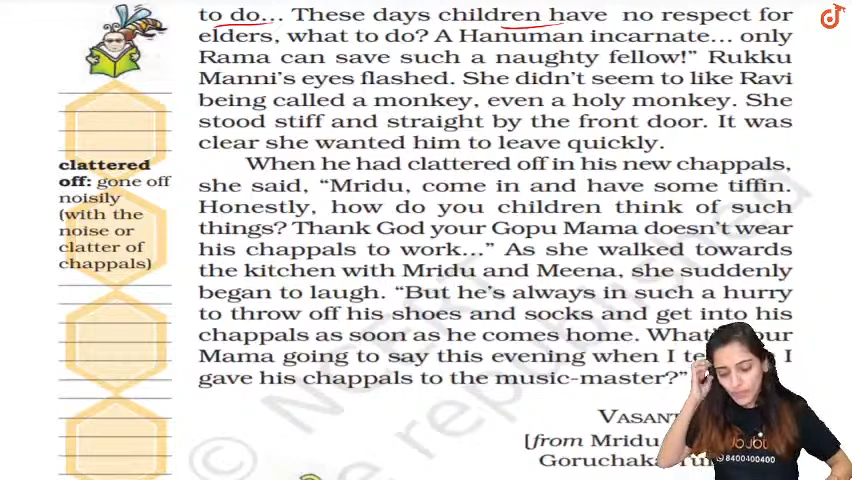 to do... These days children have no respect for
elders, what to do? A Hanuman incarnate... only
Rama can save such a naughty fellow!" Rukku
Manni's eyes flashed. She didn't seem to like Ravi
being called a monkey, even a holy monkey. She
stood stiff and straight by the front door. It was
clear she wanted him to leave quickly.
When he had clattered off in his new chappals,
she said, "Mridu, come in and have some tiffin.
Honestly, how do you children think of such
things? Thank God your Gopu Mama doesn't wear
his chappals to work..." As she walked towards
the kitchen with Mridu and Meena, she suddenly
began to laugh. "But he's always in such a hurry
to throw off his shoes and socks and get into his
chappals as soon as he comes home.
Mama going to say this evening when I I
gave his chappals to the music-master?"
[from Mridu
clattered
off: gone off
noisily
(with the
noise or
clatter of
chappals)
© NCERT
be republished
8400400400